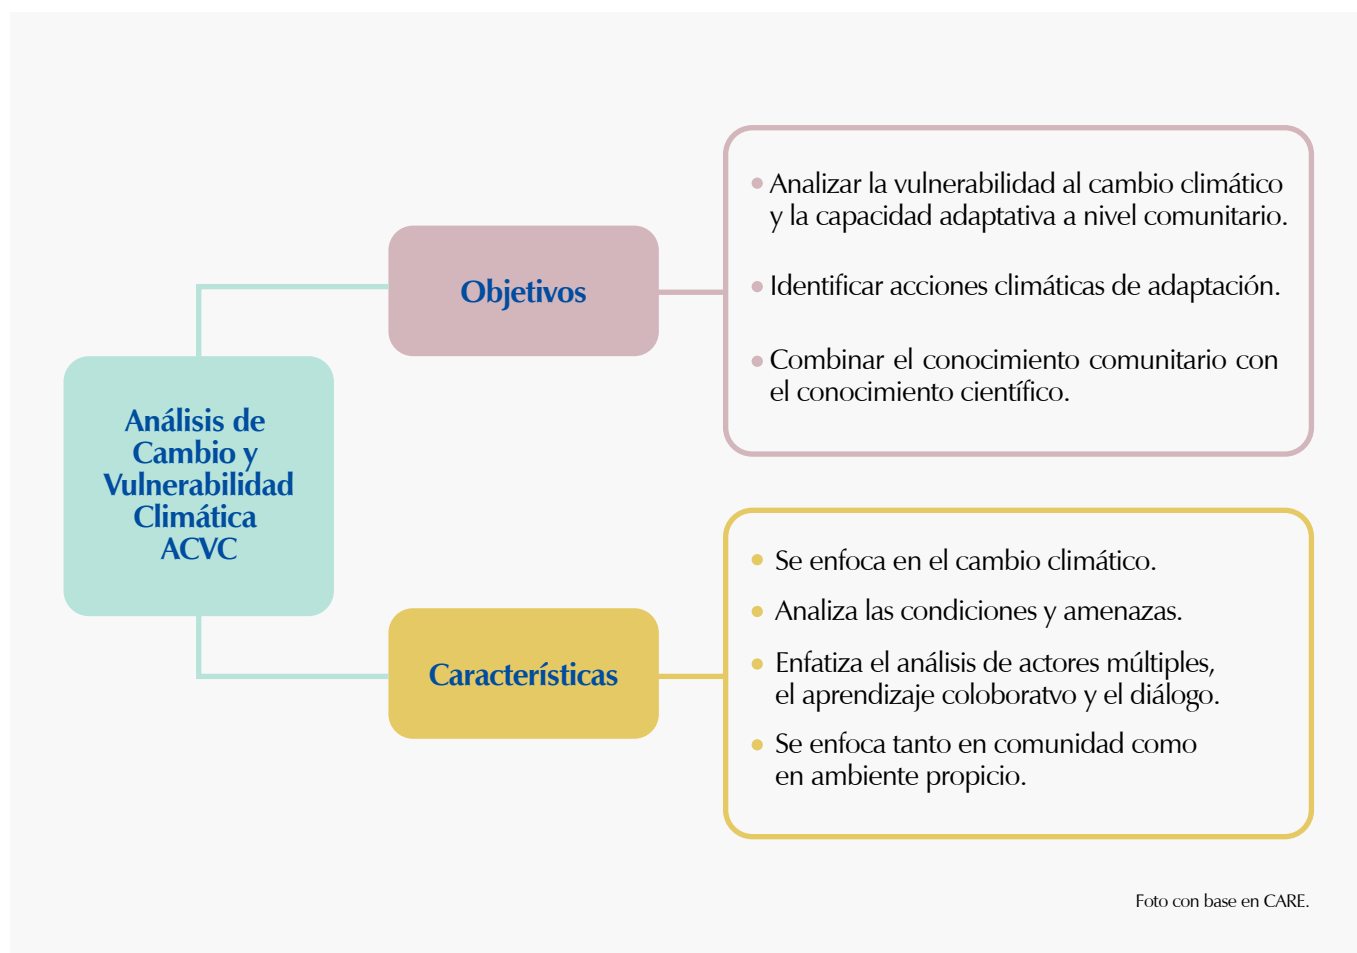 Análisis de
Cambio y
Vulnerabilidad
Climática
ACVC
Objetivos
Analizar la vulnerabilidad al cambio climático
y la capacidad adaptativa a nivel comunitario.
Identificar acciones climáticas de adaptación.
Combinar el conocimiento comunitario con
el conocimiento científico.
Características
Se enfoca en el cambio climático.
Analiza las condiciones y amenazas.
Enfatiza el análisis de actores múltiples,
el aprendizaje coloboratvo y el diálogo.
Se enfoca tanto en comunidad como
en ambiente propicio.
Foto con base en CARE.